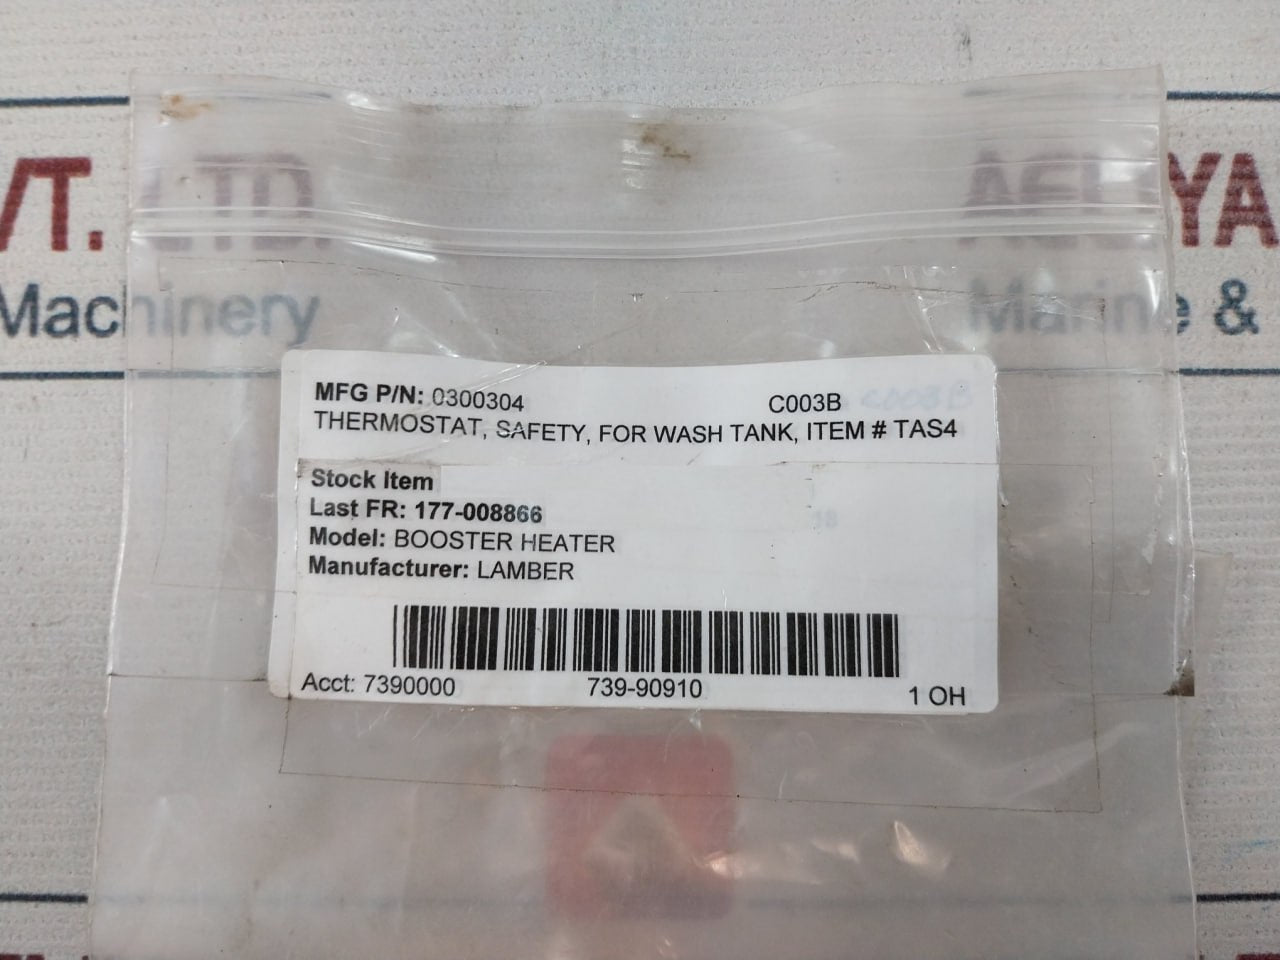 /T. LTD.
Machinery
Marine &
MFG P/N: 0300304 C003B
THERMOSTAT, SAFETY, FOR WASH TANK, ITEM # TAS4
Stock Item
Last FR: 177-008866
Model: BOOSTER HEATER
Manufacturer: LAMBER
Acct: 7390000 739-90910 1 OH